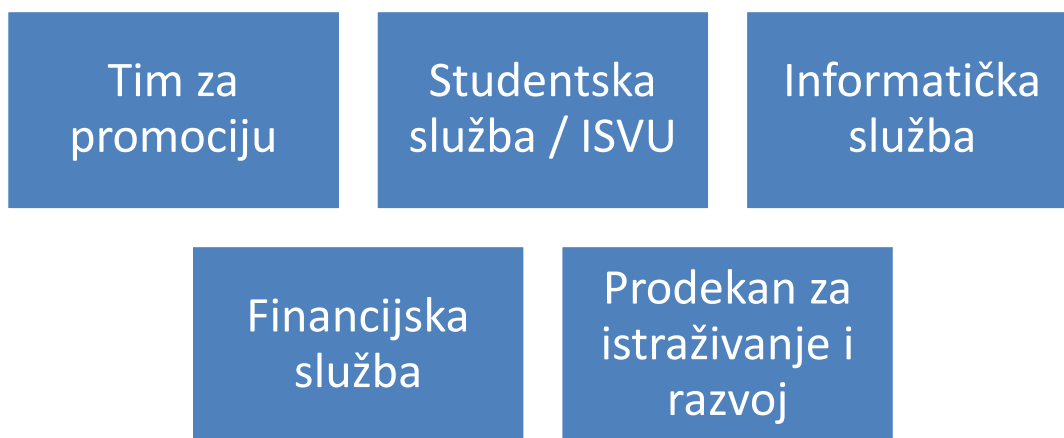 Tim za
promociju
Studentska
služba / ISVU
Informatička
služba
Financijska
služba
Prodekan za
istraživanje i
razvoj